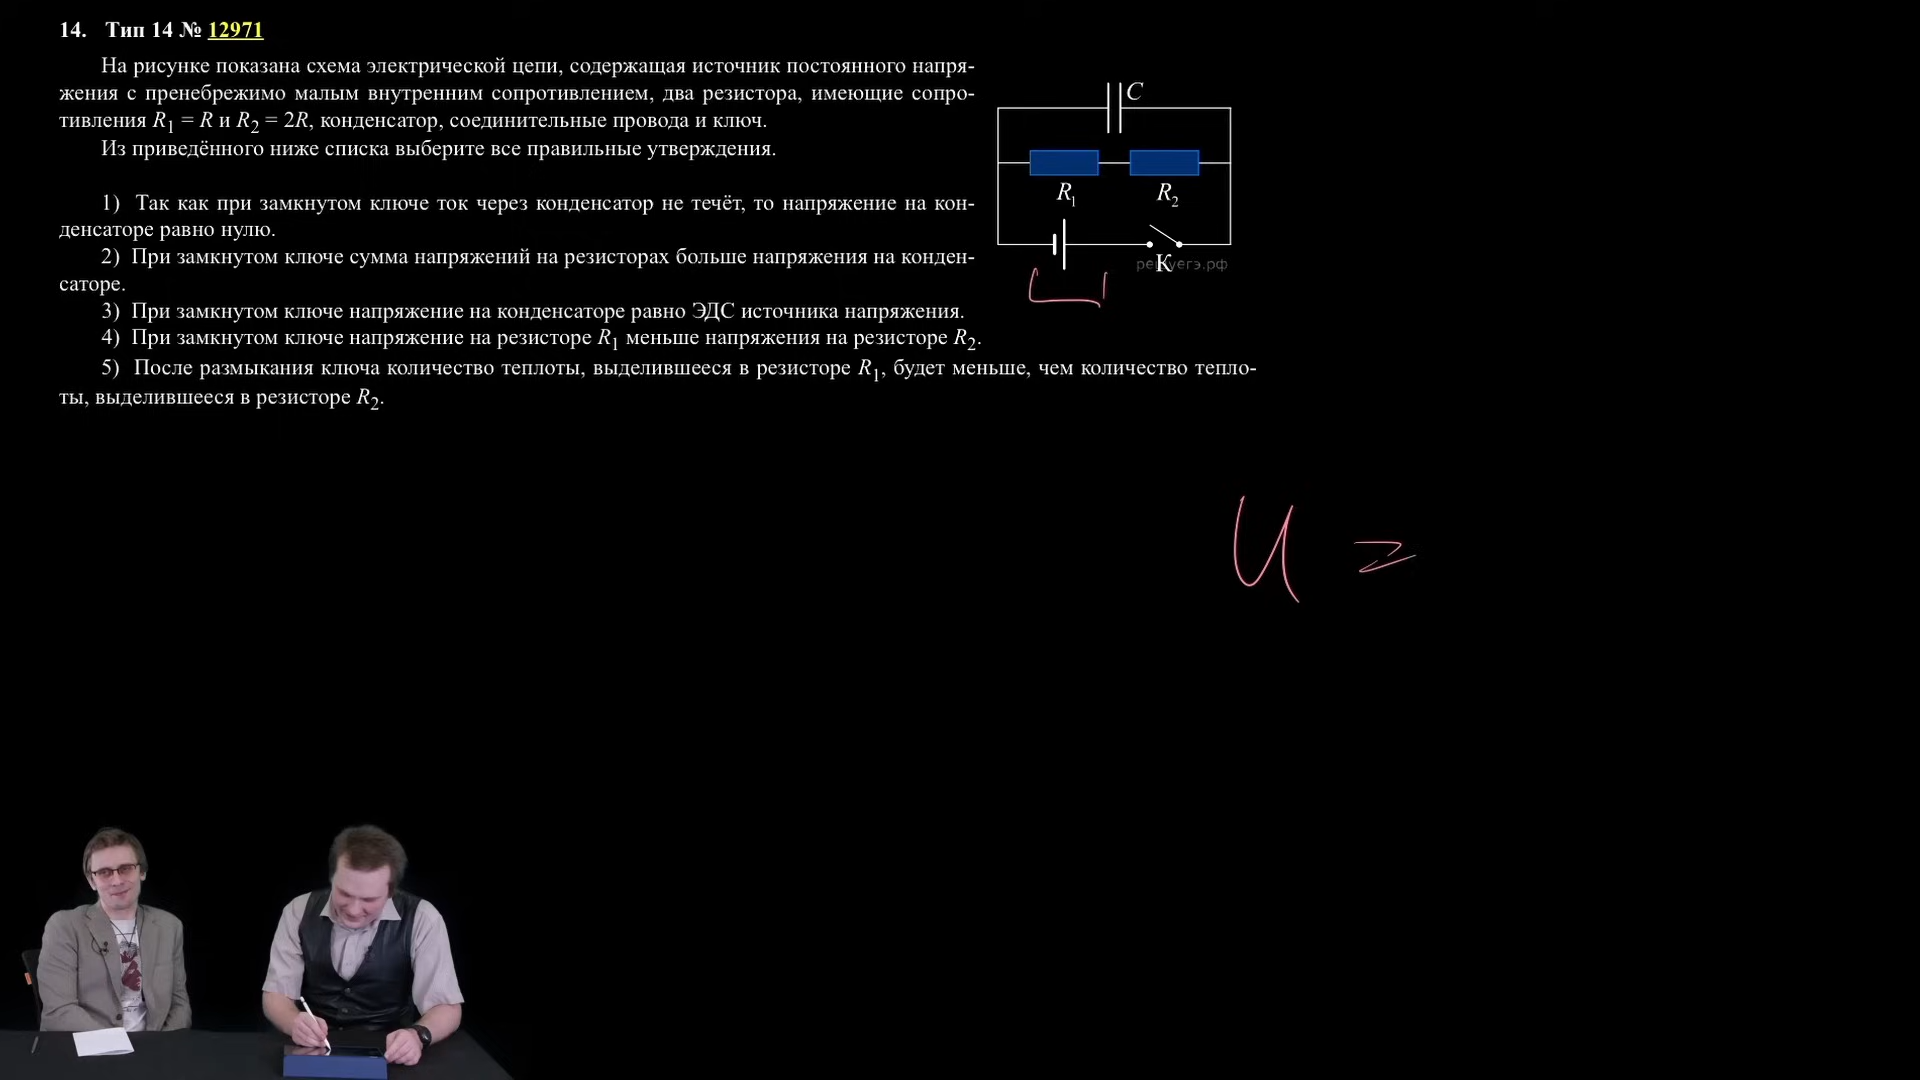 14. Тип 14 № 12971
На рисунке показана схема электрической цепи, содержащая источник постоянного напря-
жения с пренебрежимо малым внутренним сопротивлением, два резистора, имеющие сопро-
тивления R₁ = R и R₂ = 2R, конденсатор, соединительные провода и ключ.
Из приведённого ниже списка выберите все правильные утверждения.
1) Так как при замкнутом ключе ток через конденсатор не течёт, то напряжение на кон-
денсаторе равно нулю.
2) При замкнутом ключе сумма напряжений на резисторах больше напряжения на конден-
саторе.
3) При замкнутом ключе напряжение на конденсаторе равно ЭДС источника напряжения.
4) При замкнутом ключе напряжение на резисторе R₁ меньше напряжения на резисторе R₂.
5) После размыкания ключа количество теплоты, выделившееся в резисторе R₁, будет меньше, чем количество тепло-
ты, выделившееся в резисторе R₂.
C
R₁ R₂
К
решуегэ.рф
U =